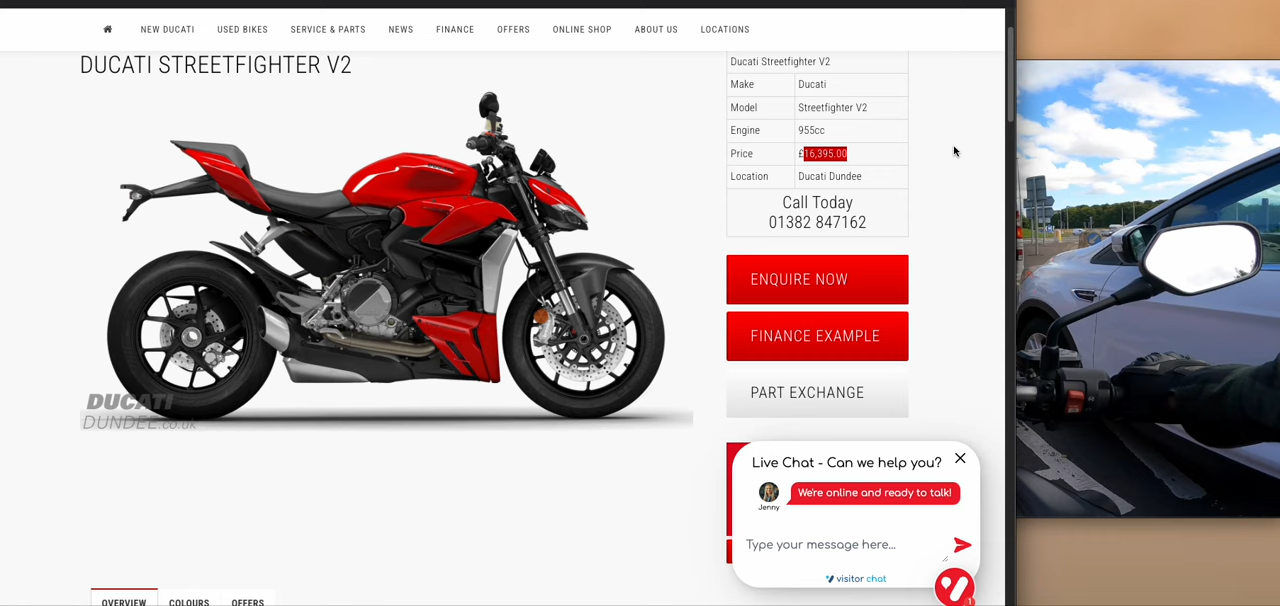 NEW DUCATI USED BIKES SERVICE & PARTS NEWS FINANCE OFFERS ONLINE SHOP ABOUT US LOCATIONS
DUCATI STREETFIGHTER V2
Ducati Streetfighter V2
Make Ducati
Model Streetfighter V2
Engine 955cc
Price £16,395.00
Location Ducati Dundee
Call Today
01382 847162
ENQUIRE NOW
FINANCE EXAMPLE
PART EXCHANGE
DUCATI
DUNDEE.co.uk
Live Chat - Can we help you?
We're online and ready to talk!
Jenny
Type your message here...
visitor chat
1
OVERVIEW COLOURS OFFERS